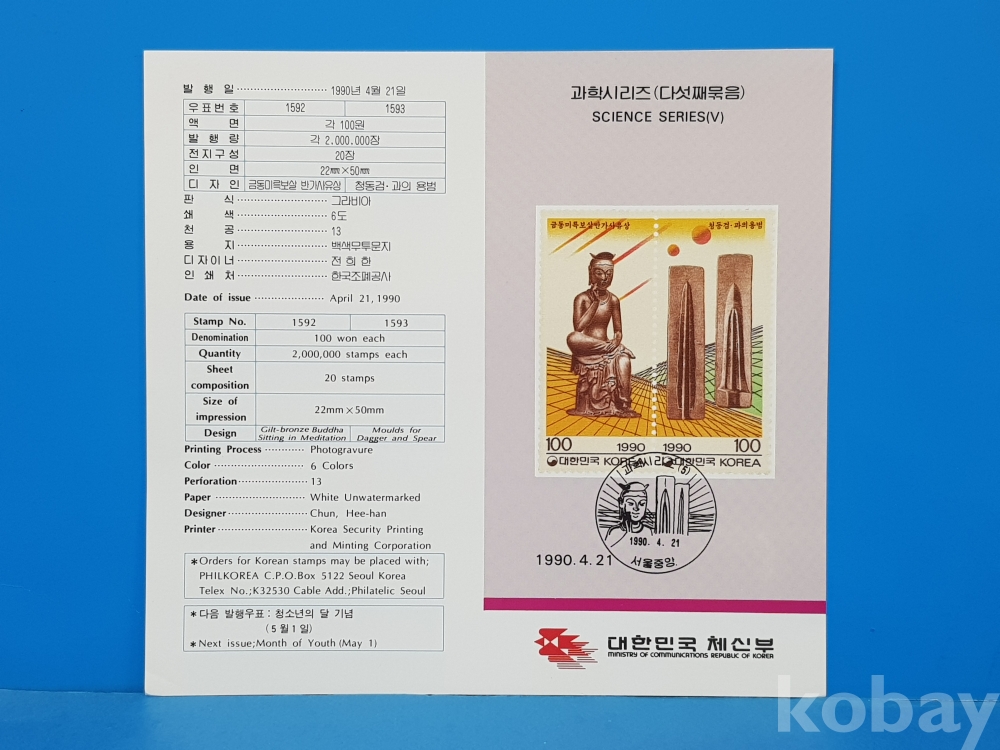 발 행 일 ........................ 1990년 4월 21일
우표번호 1592 1593
액 면 각 100원
발 행 량 각 2.000.000장
전지구성 20장
인 면 22㎜×50㎜
디 자 인 금동미륵보살 반가사유상 청동검·과의 용범
판 식 ........................ 그라비아
쇄 색 ........................ 6도
천 공 ........................ 13
용 지 ........................ 백색무투문지
디자이너 ........................ 전 희 한
인 쇄 처 ........................ 한국조폐공사
Date of issue ..................... April 21, 1990
Stamp No. 1592 1593
Denomination 100 won each
Quantity 2,000,000 stamps each
Sheet
composition 20 stamps
Size of
impression 22mm×50mm
Design Gilt-bronze Buddha Sitting in Meditation Moulds for Dagger and Spear
Printing Process ............ Photogravure
Color ........................... 6 Colors
Perforation ..................... 13
Paper ........................... White Unwatermarked
Designer ........................ Chun, Hee-han
Printer ........................... Korea Security Printing
and Minting Corporation
*Orders for Korean stamps may be placed with;
PHILKOREA C.P.O.Box 5122 Seoul Korea
Telex No.;K32530 Cable Add.;Philatelic Seoul
*다음 발행우표 : 청소년의 달 기념
(5월1일)
*Next issue;Month of Youth (May 1)
과학시리즈(다섯째묶음)
SCIENCE SERIES(V)
금동미륵보살반가사유상 청동검·과의용범
100 1990 1990 100
대한민국 KOREA 대한민국 KOREA
과학시리즈(5)
1990. 4. 21
서울중앙.
1990.4.21
대한민국 체신부
MINISTRY OF COMMUNICATIONS REPUBLIC OF KOREA
kobay